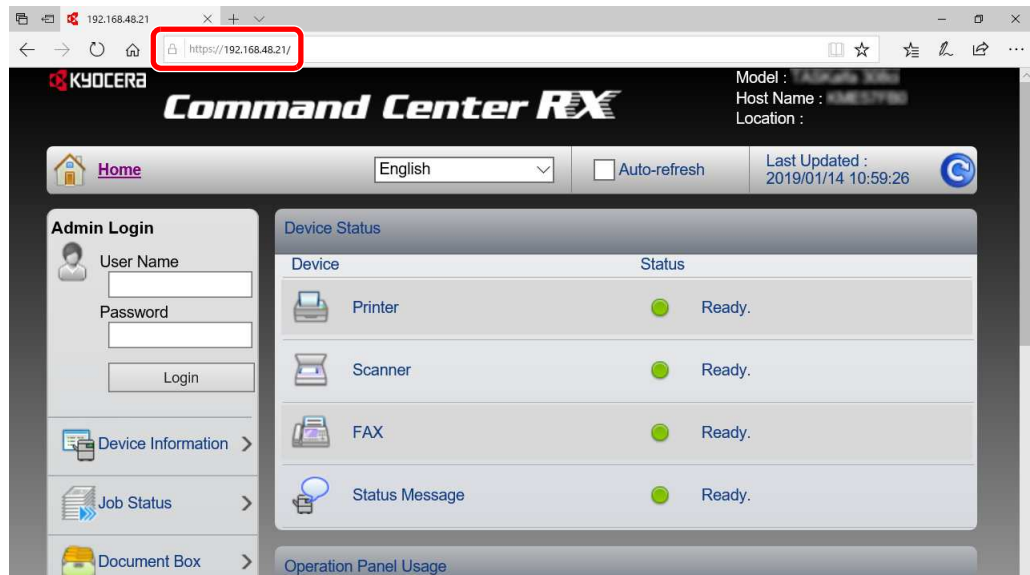 192.168.48.21
https://192.168.48.21/
KYOCERA
Command Center RX
Model :
Host Name :
Location :
Home
English
Auto-refresh
Last Updated :
2019/01/14 10:59:26
Admin Login
User Name
Password
Login
Device Information
Job Status
Document Box
Device Status
Device Status
Printer Ready.
Scanner Ready.
FAX Ready.
Status Message Ready.
Operation Panel Usage